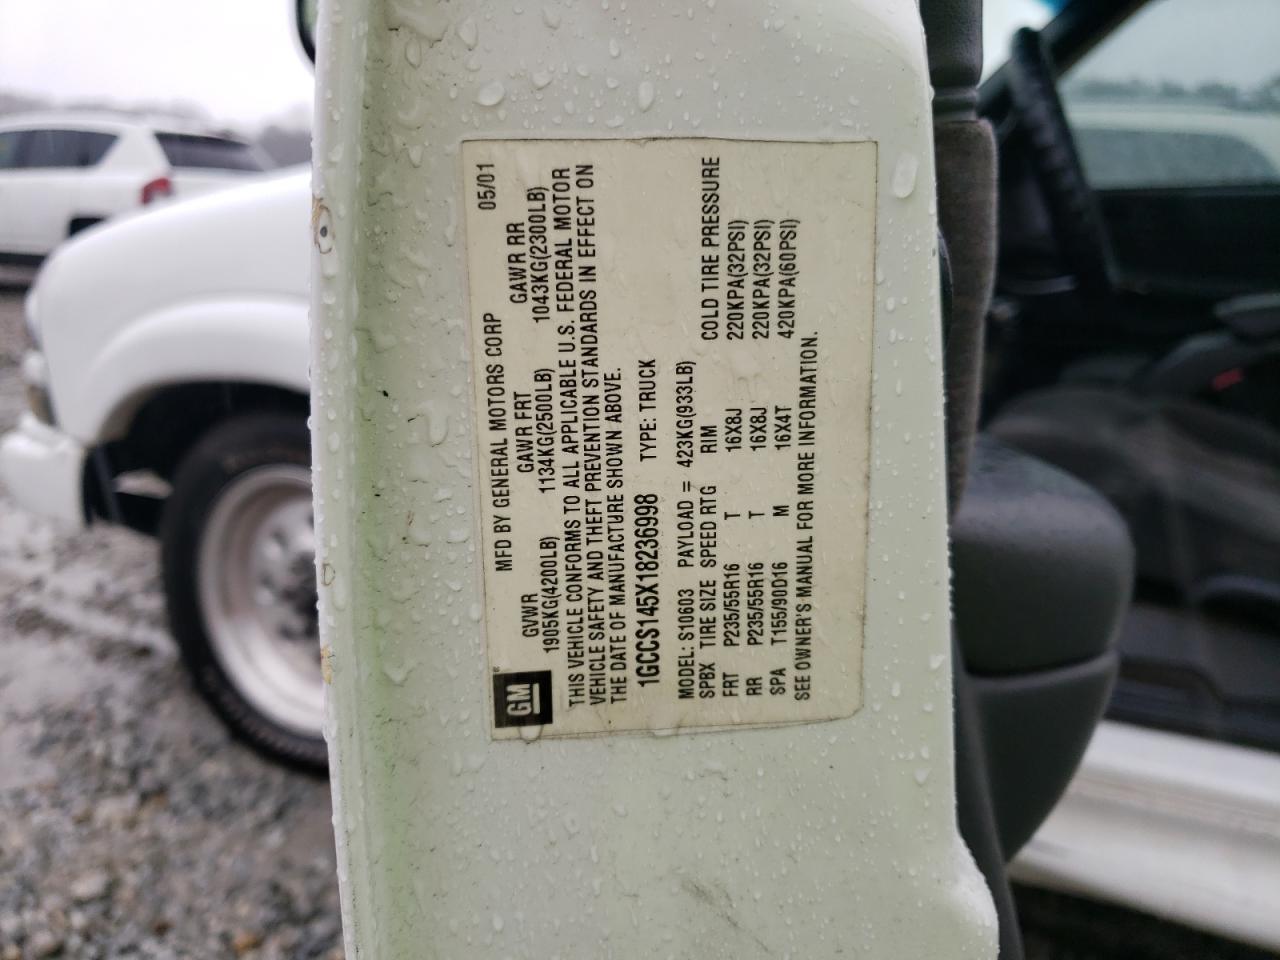 MFD BY GENERAL MOTORS CORP 05/01
GVWR GAWR FRT GAWR RR
1905KG(4200LB) 1134KG(2500LB) 1043KG(2300LB)
THIS VEHICLE CONFORMS TO ALL APPLICABLE U.S. FEDERAL MOTOR
VEHICLE SAFETY AND THEFT PREVENTION STANDARDS IN EFFECT ON
THE DATE OF MANUFACTURE SHOWN ABOVE.
GM
1GCCS145X18236998 TYPE: TRUCK
MODEL: S10603 PAYLOAD = 423KG(933LB)
SPBX TIRE SIZE SPEED RTG RIM COLD TIRE PRESSURE
FRT P235/55R16 T 16X8J 220KPA(32PSI)
RR P235/55R16 T 16X8J 220KPA(32PSI)
SPA T155/90D16 M 16X4T 420KPA(60PSI)
SEE OWNER'S MANUAL FOR MORE INFORMATION.